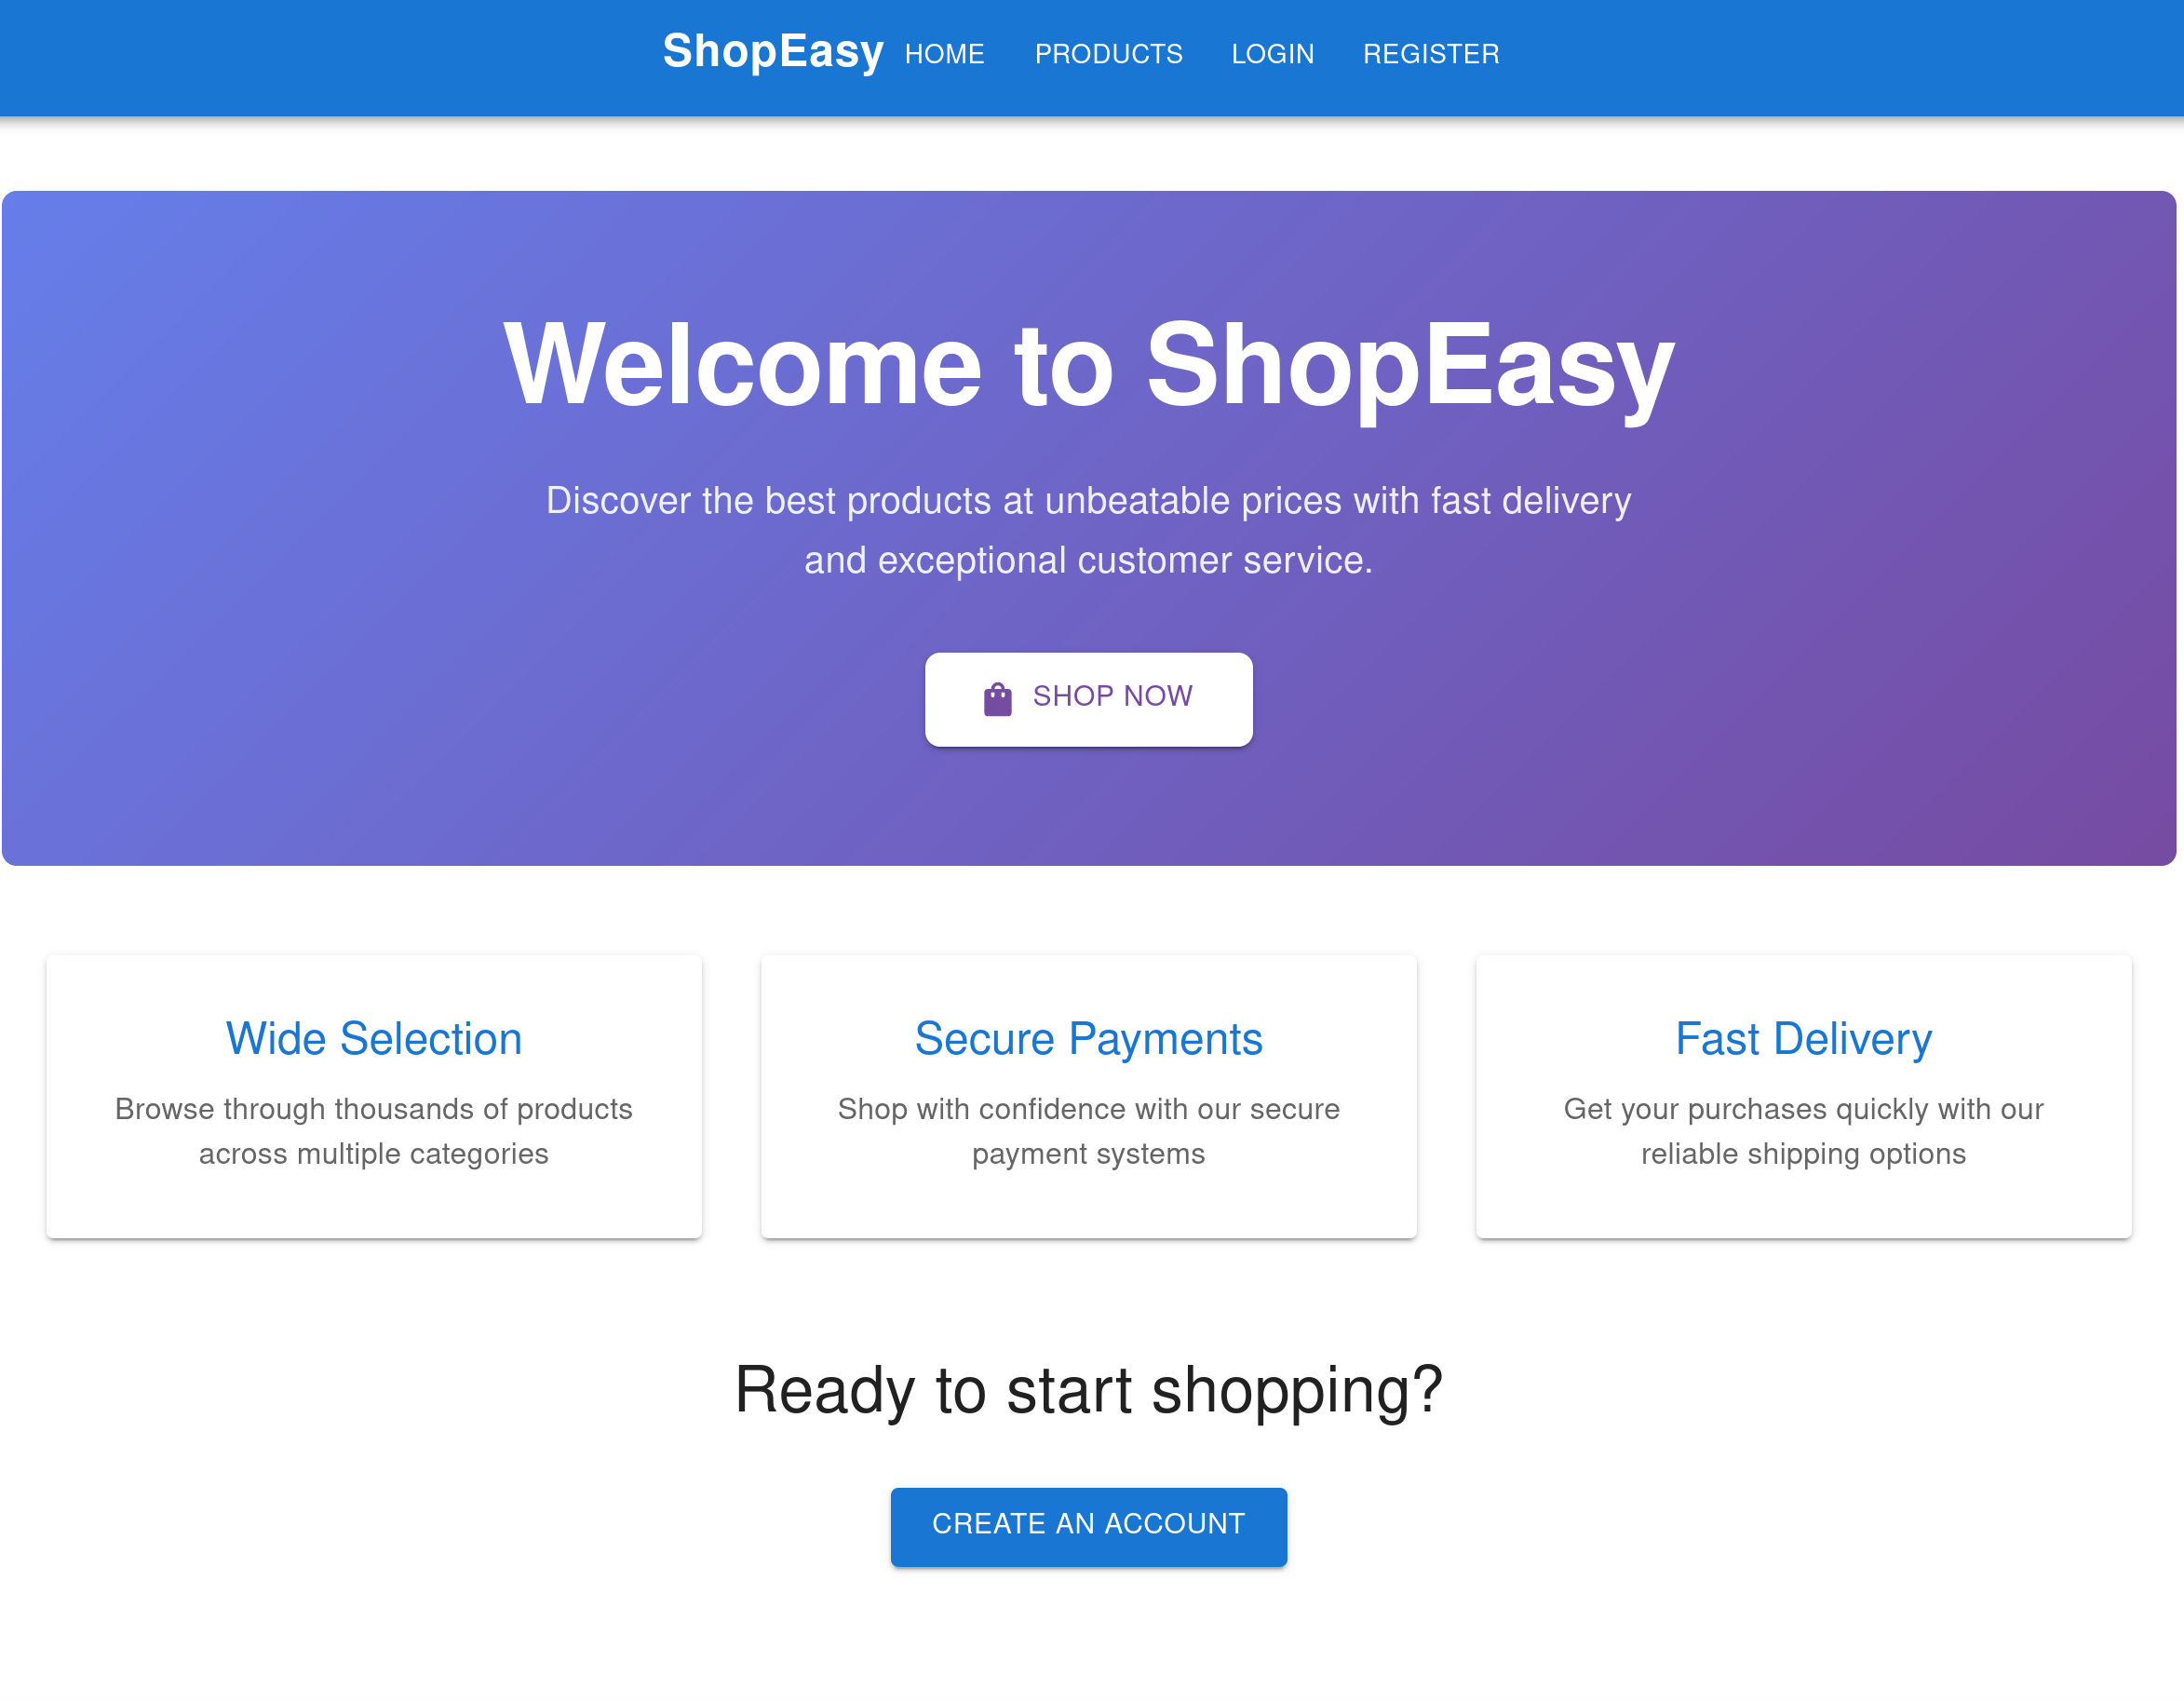 ShopEasy HOME PRODUCTS LOGIN REGISTER
Welcome to ShopEasy
Discover the best products at unbeatable prices with fast delivery
and exceptional customer service.
SHOP NOW
Wide Selection
Browse through thousands of products
across multiple categories
Secure Payments
Shop with confidence with our secure
payment systems
Fast Delivery
Get your purchases quickly with our
reliable shipping options
Ready to start shopping?
CREATE AN ACCOUNT